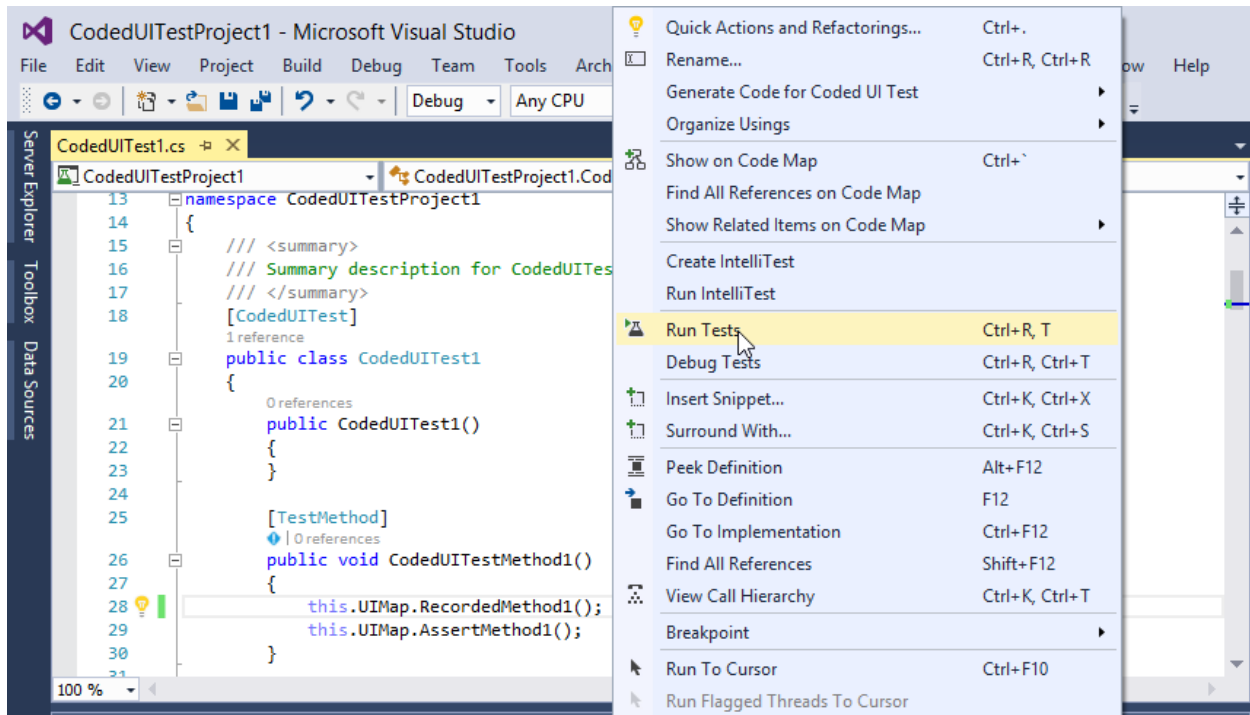 CodedUITestProject1 - Microsoft Visual Studio
File Edit View Project Build Debug Team Tools Arch ow Help
Debug Any CPU
Server Explorer
Toolbox
Data Sources
CodedUITest1.cs
CodedUITestProject1 CodedUITestProject1.Cod
13 namespace CodedUITestProject1
14 {
15 /// <summary>
16 /// Summary description for CodedUITes
17 /// </summary>
18 [CodedUITest]
1 reference
19 public class CodedUITest1
20 {
0 references
21 public CodedUITest1()
22 {
23 }
24
25 [TestMethod]
| 0 references
26 public void CodedUITestMethod1()
27 {
28 this.UIMap.RecordedMethod1();
29 this.UIMap.AssertMethod1();
30 }
31
100 %
Quick Actions and Refactorings... Ctrl+.
Rename... Ctrl+R, Ctrl+R
Generate Code for Coded UI Test
Organize Usings
Show on Code Map Ctrl+`
Find All References on Code Map
Show Related Items on Code Map
Create IntelliTest
Run IntelliTest
Run Tests Ctrl+R, T
Debug Tests Ctrl+R, Ctrl+T
Insert Snippet... Ctrl+K, Ctrl+X
Surround With... Ctrl+K, Ctrl+S
Peek Definition Alt+F12
Go To Definition F12
Go To Implementation Ctrl+F12
Find All References Shift+F12
View Call Hierarchy Ctrl+K, Ctrl+T
Breakpoint
Run To Cursor Ctrl+F10
Run Flagged Threads To Cursor